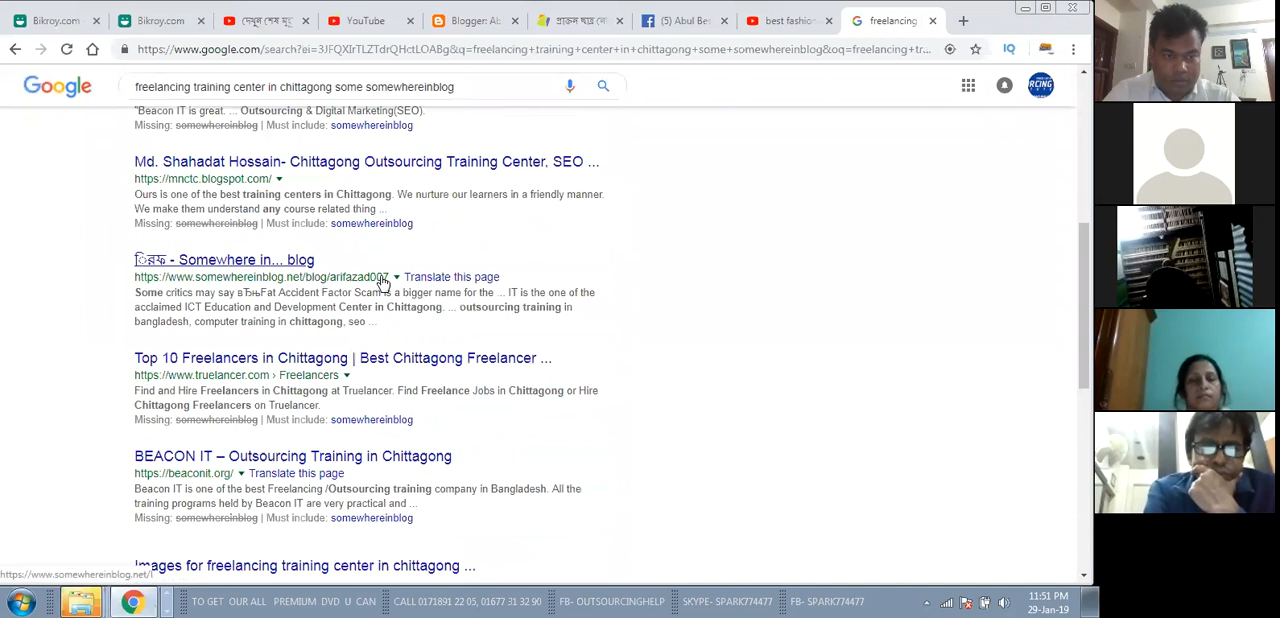 Bikroy.com
Bikroy.com
দেখুন শেষ মুহূ
YouTube
Blogger: Ab
প্রাক্তন ছাত্র নে
(5) Abul Be
best fashion
freelancing
https://www.google.com/search?ei=3JFQXIrTLZTdrQHctLOABg&q=freelancing+training+center+in+chittagong+some+somewhereinblog&oq=freelancing+tr...
IQ
Google
freelancing training center in chittagong some somewhereinblog
RCING
"Beacon IT is great. ... Outsourcing & Digital Marketing(SEO).
Missing: somewhereinblog | Must include: somewhereinblog
Md. Shahadat Hossain- Chittagong Outsourcing Training Center. SEO ...
https://mnctc.blogspot.com/
Ours is one of the best training centers in Chittagong. We nurture our learners in a friendly manner.
We make them understand any course related thing ...
Missing: somewhereinblog | Must include: somewhereinblog
িরফ - Somewhere in... blog
https://www.somewhereinblog.net/blog/arifazad007 Translate this page
Some critics may say вЂњFat Accident Factor Scam is a bigger name for the ... IT is the one of the
acclaimed ICT Education and Development Center in Chittagong. ... outsourcing training in
bangladesh, computer training in chittagong, seo ...
Top 10 Freelancers in Chittagong | Best Chittagong Freelancer ...
https://www.truelancer.com › Freelancers
Find and Hire Freelancers in Chittagong at Truelancer. Find Freelance Jobs in Chittagong or Hire
Chittagong Freelancers on Truelancer.
Missing: somewhereinblog | Must include: somewhereinblog
BEACON IT – Outsourcing Training in Chittagong
https://beaconit.org/ Translate this page
Beacon IT is one of the best Freelancing /Outsourcing training company in Bangladesh. All the
training programs held by Beacon IT are very practical and ...
Missing: somewhereinblog | Must include: somewhereinblog
Images for freelancing training center in chittagong ...
https://www.somewhereinblog.net/l
TO GET OUR ALL PREMIUM DVD U CAN
CALL 0171891 22 05, 01677 31 32 90
FB- OUTSOURCINGHELP
SKYPE- SPARK774477
FB- SPARK774477
11:51 PM
29-Jan-19